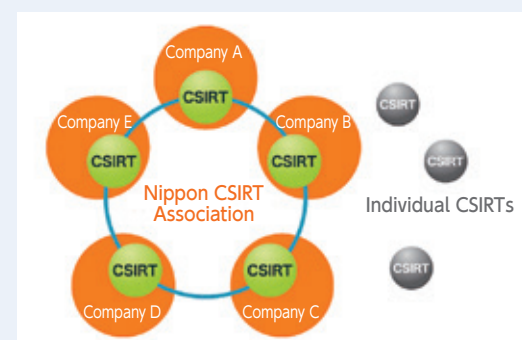 Company A
CSIRT
Company E
CSIRT
Company B
CSIRT
Nippon CSIRT
Association
CSIRT
Company D
CSIRT
Company C
CSIRT
CSIRT
Individual CSIRTs
CSIRT